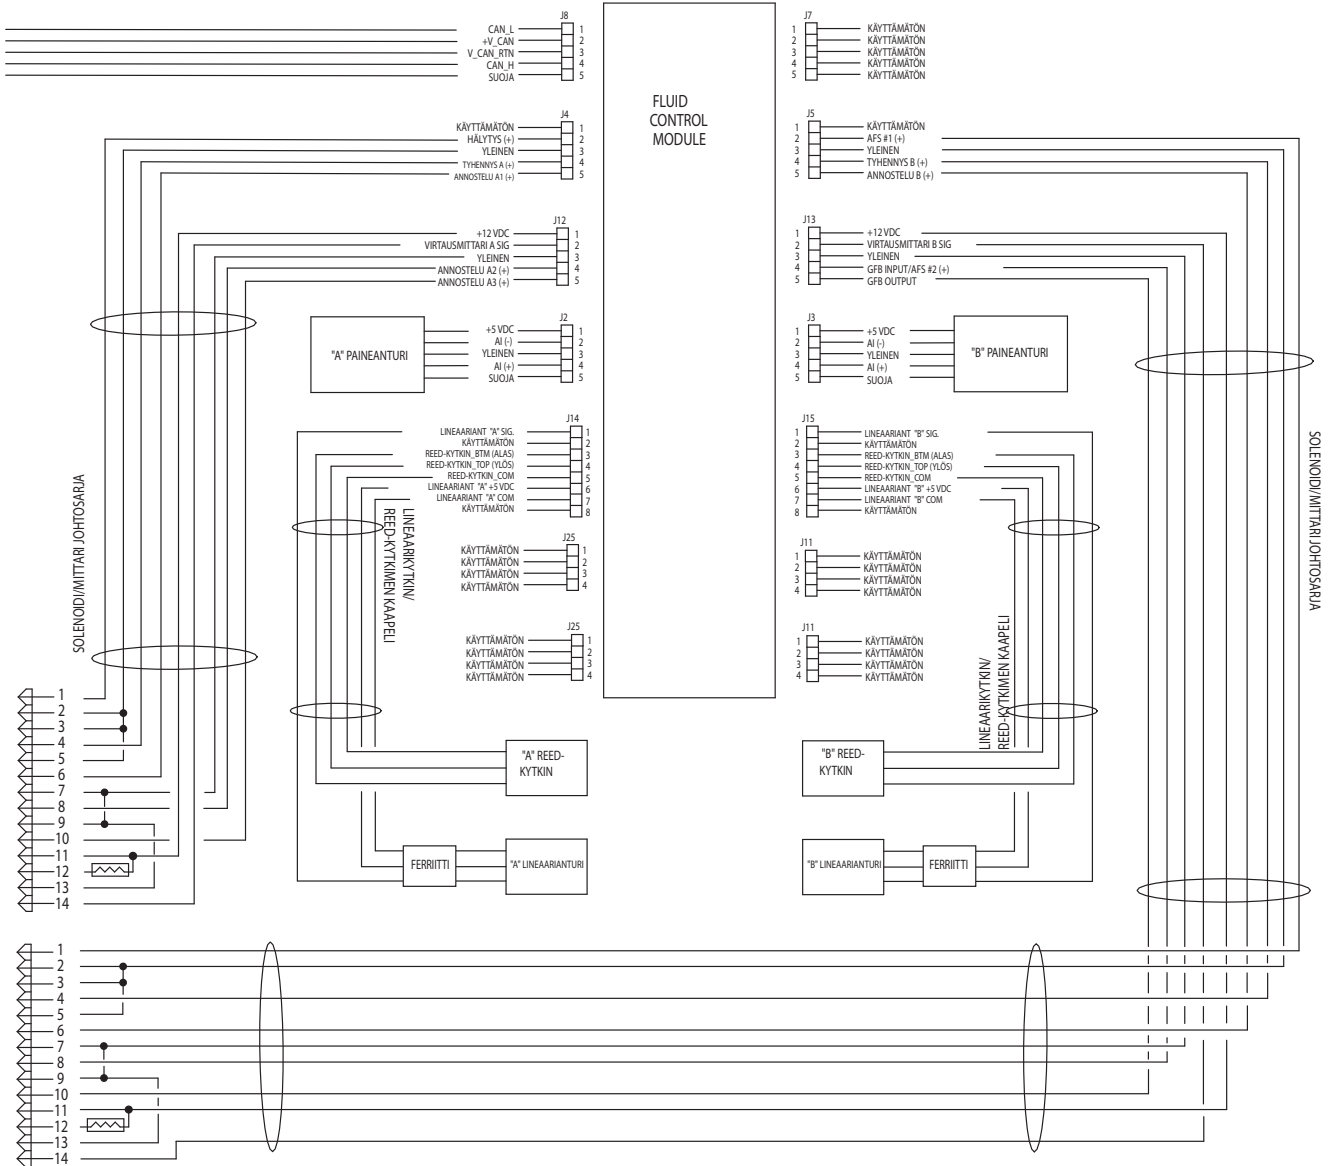 J8
CAN_L 1
+V_CAN 2
V_CAN_RTN 3
CAN_H 4
SUOJA 5
J4
KÄYTTÄMÄTÖN 1
HÄLYTYS (+) 2
YLEINEN 3
TYHENNYS A (+) 4
ANNOSTELU A1 (+) 5
J12
+12 VDC 1
VIRTAUSMITTARI A SIG 2
YLEINEN 3
ANNOSTELU A2 (+) 4
ANNOSTELU A3 (+) 5
J2
+5 VDC 1
AI (-) 2
YLEINEN 3
AI (+) 4
SUOJA 5
"A" PAINEANTURI
J14
LINEAARIANT "A" SIG. 1
KÄYTTÄMÄTÖN 2
REED-KYTKIN_BTM (ALAS) 3
REED-KYTKIN_TOP (YLÖS) 4
REED-KYTKIN_COM 5
LINEAARIANT "A" +5 VDC 6
LINEAARIANT "A" COM 7
KÄYTTÄMÄTÖN 8
J25
KÄYTTÄMÄTÖN 1
KÄYTTÄMÄTÖN 2
KÄYTTÄMÄTÖN 3
KÄYTTÄMÄTÖN 4
J25
KÄYTTÄMÄTÖN 1
KÄYTTÄMÄTÖN 2
KÄYTTÄMÄTÖN 3
KÄYTTÄMÄTÖN 4
FLUID
CONTROL
MODULE
J7
1 KÄYTTÄMÄTÖN
2 KÄYTTÄMÄTÖN
3 KÄYTTÄMÄTÖN
4 KÄYTTÄMÄTÖN
5 KÄYTTÄMÄTÖN
J5
1 KÄYTTÄMÄTÖN
2 AFS #1 (+)
3 YLEINEN
4 TYHENNYS B (+)
5 ANNOSTELU B (+)
J13
1 +12 VDC
2 VIRTAUSMITTARI B SIG
3 YLEINEN
4 GFB INPUT/AFS #2 (+)
5 GFB OUTPUT
J3
1 +5 VDC
2 AI (-)
3 YLEINEN
4 AI (+)
5 SUOJA
"B" PAINEANTURI
J15
1 LINEAARIANT "B" SIG.
2 KÄYTTÄMÄTÖN
3 REED-KYTKIN_BTM (ALAS)
4 REED-KYTKIN_TOP (YLÖS)
5 REED-KYTKIN_COM
6 LINEAARIANT "B" +5 VDC
7 LINEAARIANT "B" COM
8 KÄYTTÄMÄTÖN
J11
1 KÄYTTÄMÄTÖN
2 KÄYTTÄMÄTÖN
3 KÄYTTÄMÄTÖN
4 KÄYTTÄMÄTÖN
J11
1 KÄYTTÄMÄTÖN
2 KÄYTTÄMÄTÖN
3 KÄYTTÄMÄTÖN
4 KÄYTTÄMÄTÖN
SOLENOIDI/MITTARI JOHTOSARJA
LINEAARIKYTKIN/
REED-KYTKIMEN KAAPELI
LINEAARIKYTKIN/
REED-KYTKIMEN KAAPELI
SOLENOIDI/MITTARI JOHTOSARJA
"A" REED-
KYTKIN
FERRIITTI
"A" LINEAARIANTURI
"B" REED-
KYTKIN
"B" LINEAARIANTURI
FERRIITTI
1
2
3
4
5
6
7
8
9
10
11
12
13
14
1
2
3
4
5
6
7
8
9
10
11
12
13
14